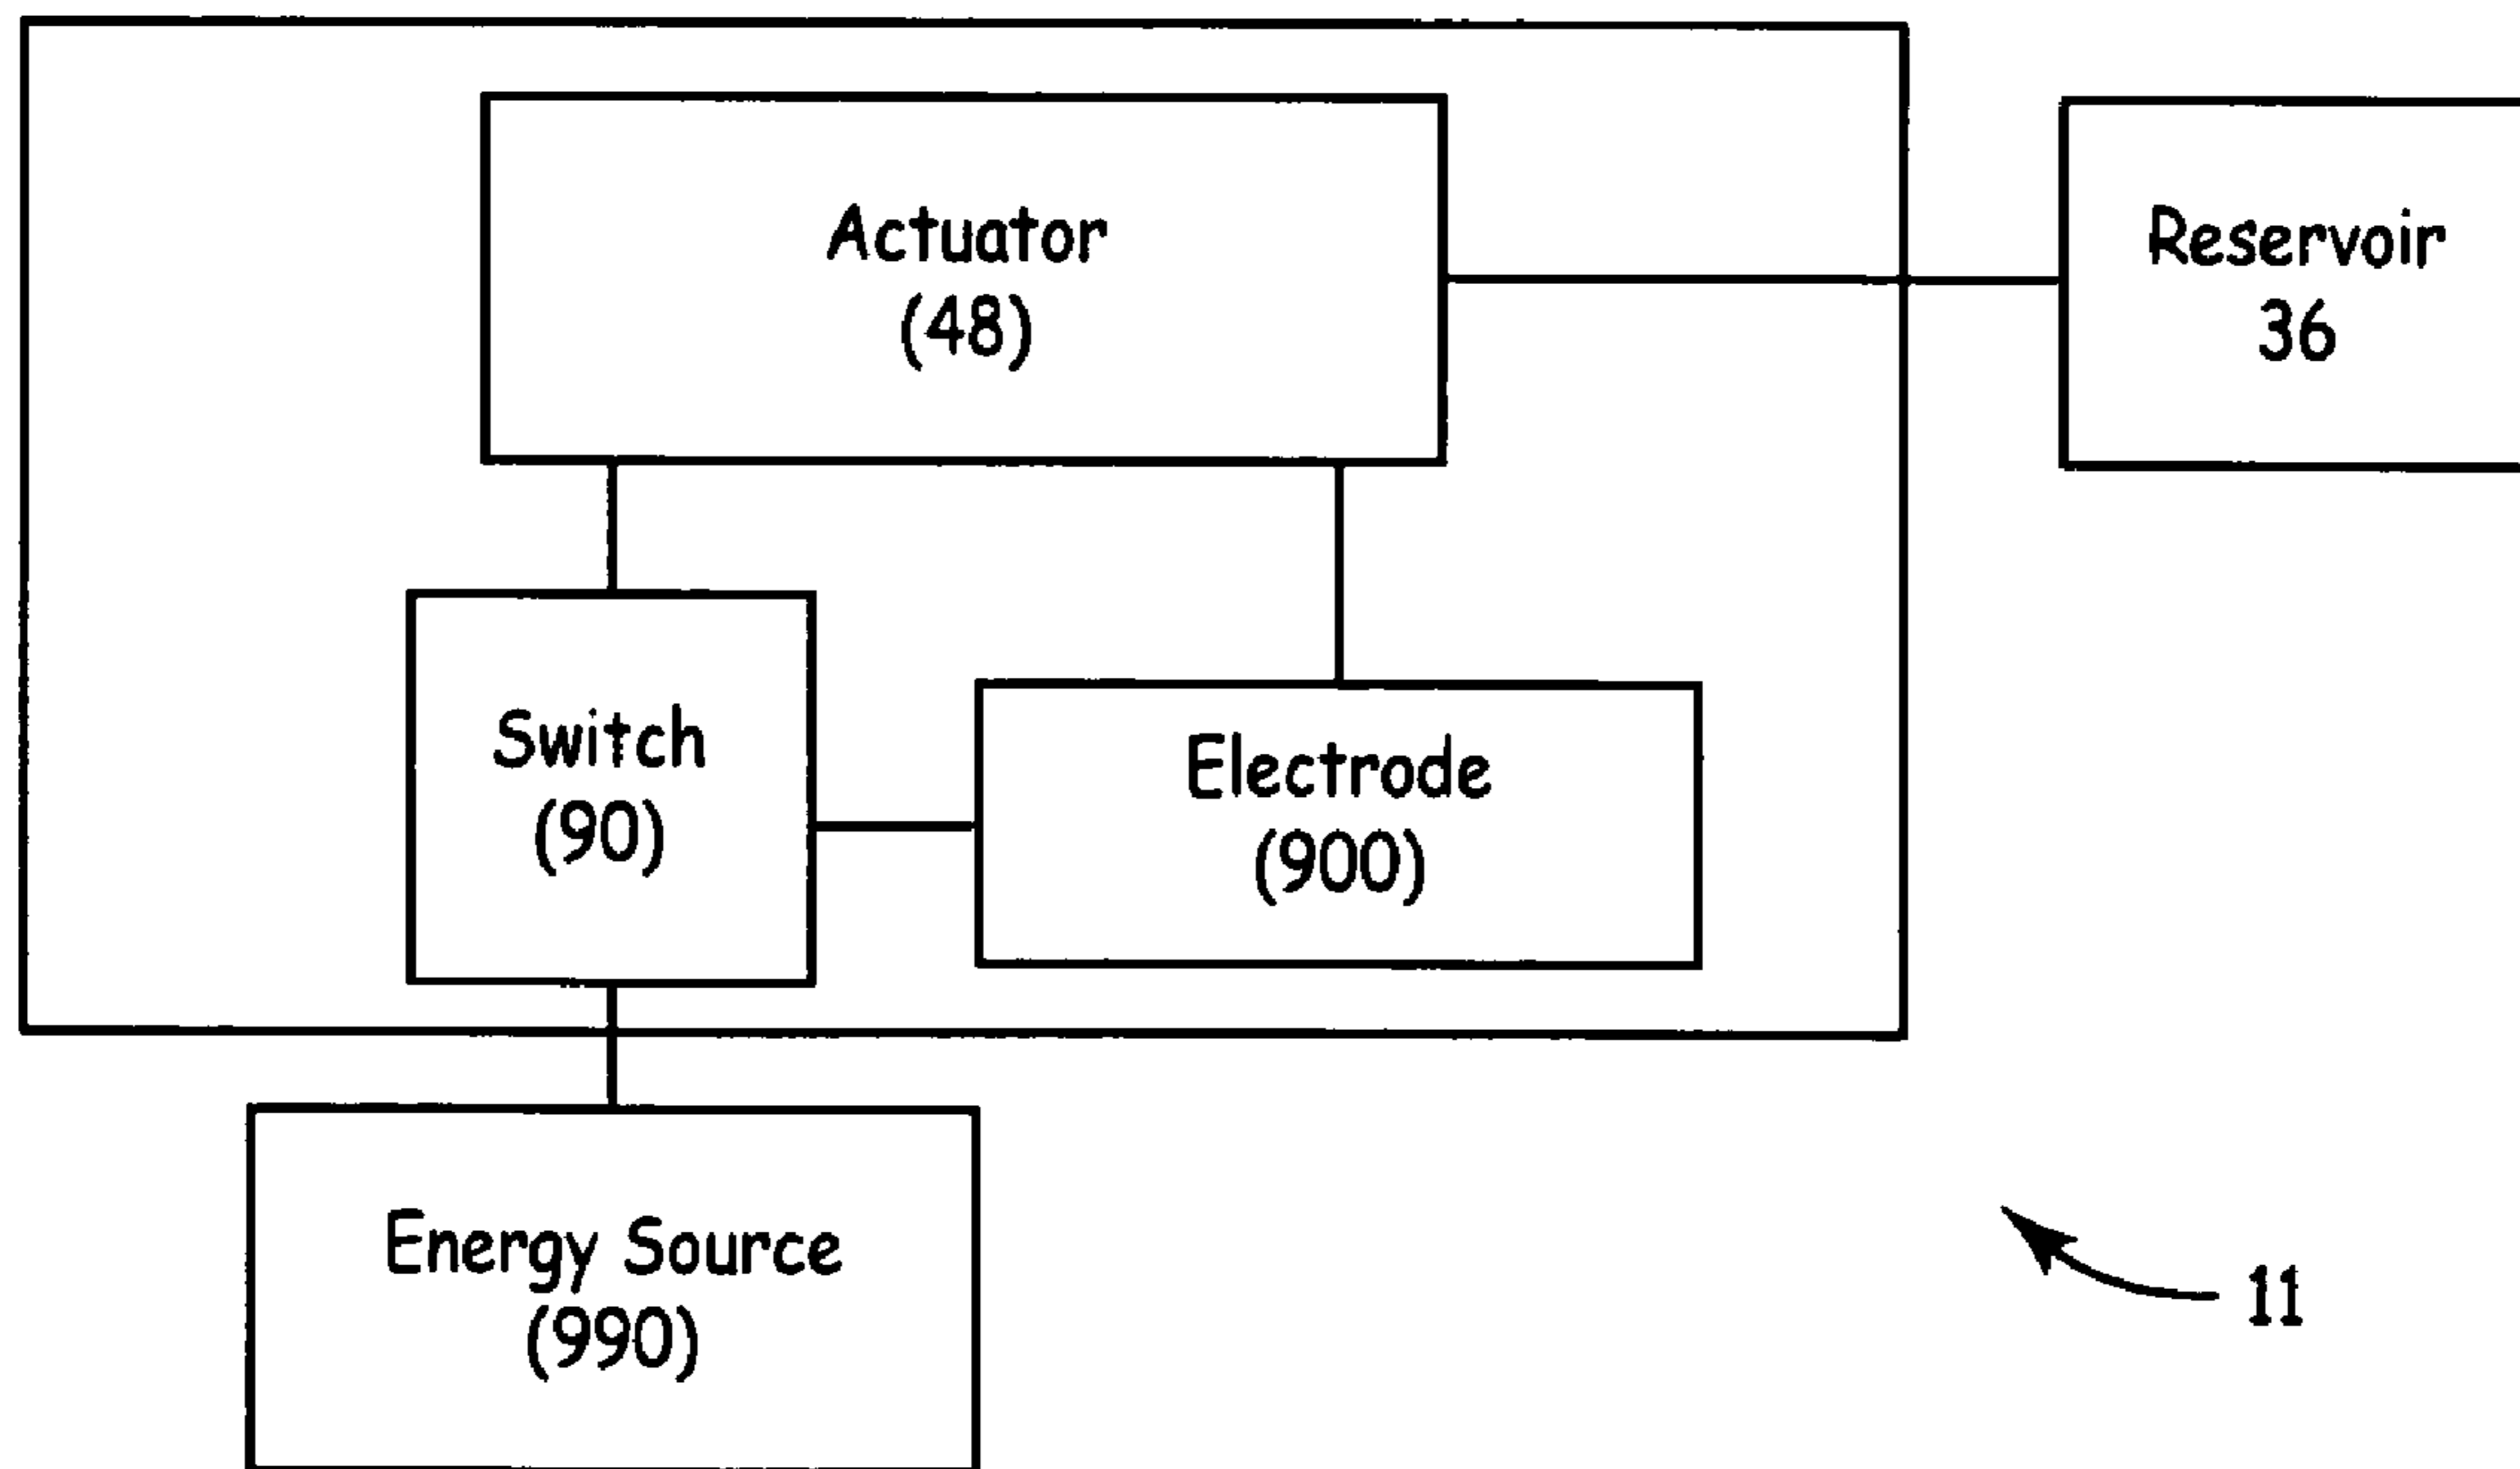 Actuator
(48)
Reservoir
36
Switch
(90)
Electrode
(900)
Energy Source
(990)
11